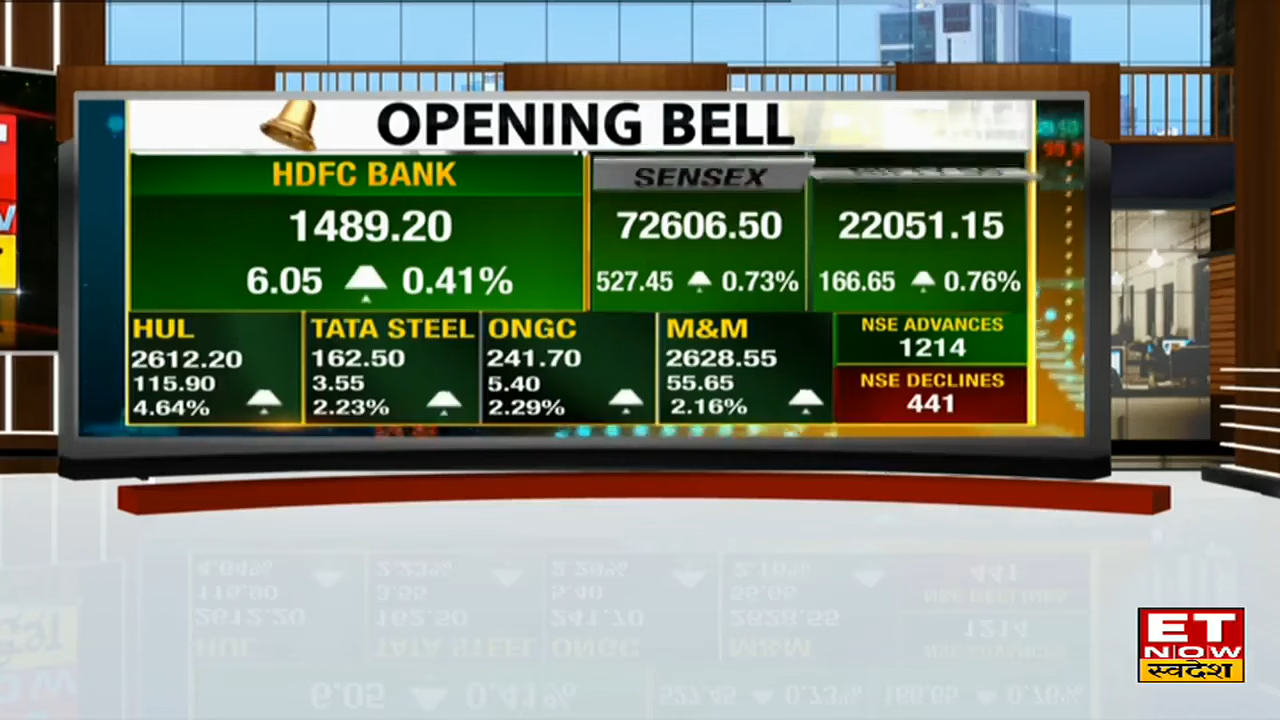 OPENING BELL
HDFC BANK
1489.20
6.05 0.41%
SENSEX
72606.50
527.45 0.73%
22051.15
166.65 0.76%
HUL
2612.20
115.90
4.64%
TATA STEEL
162.50
3.55
2.23%
ONGC
241.70
5.40
2.29%
M&M
2628.55
55.65
2.16%
NSE ADVANCES
1214
NSE DECLINES
441
ET
NOW
स्वदेश